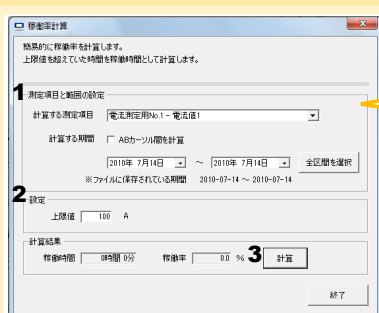 稼働率計算
簡易的に稼働率を計算します。
上限値を超えていた時間を稼働時間として計算します。
1
測定項目と範囲の設定
計算する測定項目 電流測定用No.1 - 電流値1
計算する期間 ABカーソル間を計算
2010年 7月14日 ～ 2010年 7月14日 全区間を選択
※ファイルに保存されている期間 2010-07-14 ～ 2010-07-14
2
設定
上限値 100 A
計算結果
稼働時間 0時間 0分 稼働率 0.0 % 3 計算
終了